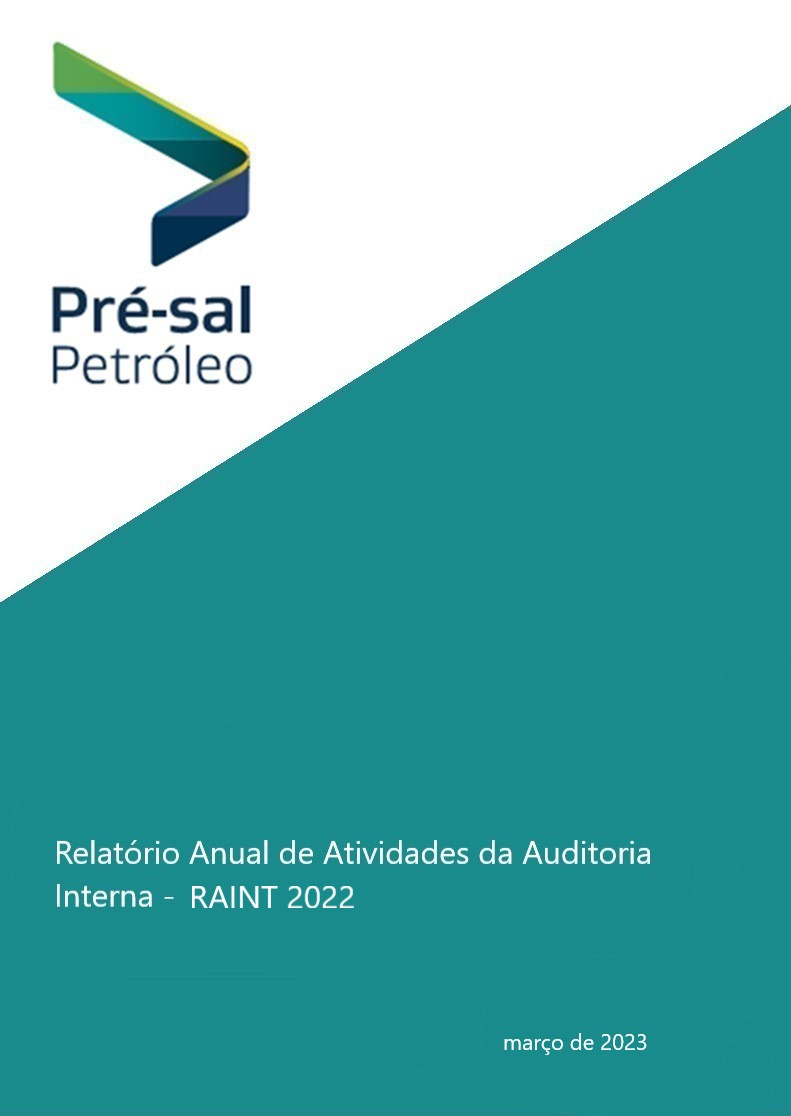 Pré-sal
Petróleo
Relatório Anual de Atividades da Auditoria
Interna - RAINT 2022
março de 2023